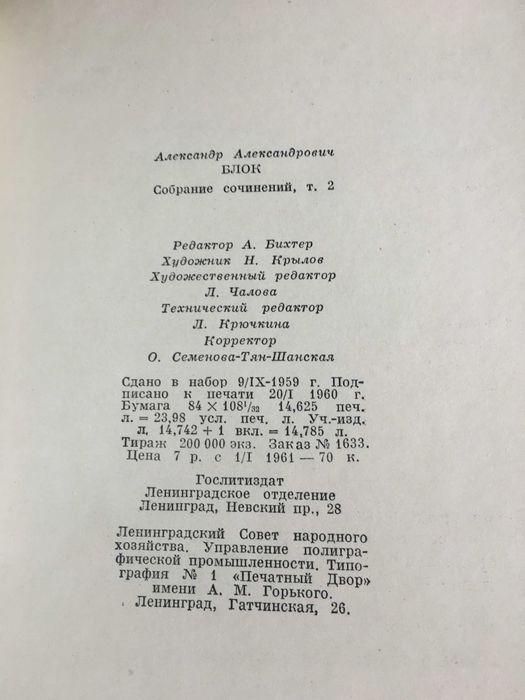 Александр Александрович
БЛОК
Собрание сочинений, т. 2
Редактор А. Бихтер
Художник Н. Крылов
Художественный редактор
Л. Чалова
Технический редактор
Л. Крючкина
Корректор
О. Семенова-Тян-Шанская
Сдано в набор 9/IX-1959 г. Под-
писано к печати 20/I 1960 г.
Бумага 84 × 108¹/₃₂ 14,625 печ.
л. = 23,98 усл. печ. л. Уч.-изд.
л. 14,742 + 1 вкл. = 14,785 л.
Тираж 200 000 экз. Заказ № 1633.
Цена 7 р. с 1/I 1961 — 70 к.
Гослитиздат
Ленинградское отделение
Ленинград, Невский пр., 28
Ленинградский Совет народного
хозяйства. Управление полигра-
фической промышленности. Типо-
графия № 1 «Печатный Двор»
имени А. М. Горького.
Ленинград, Гатчинская, 26.